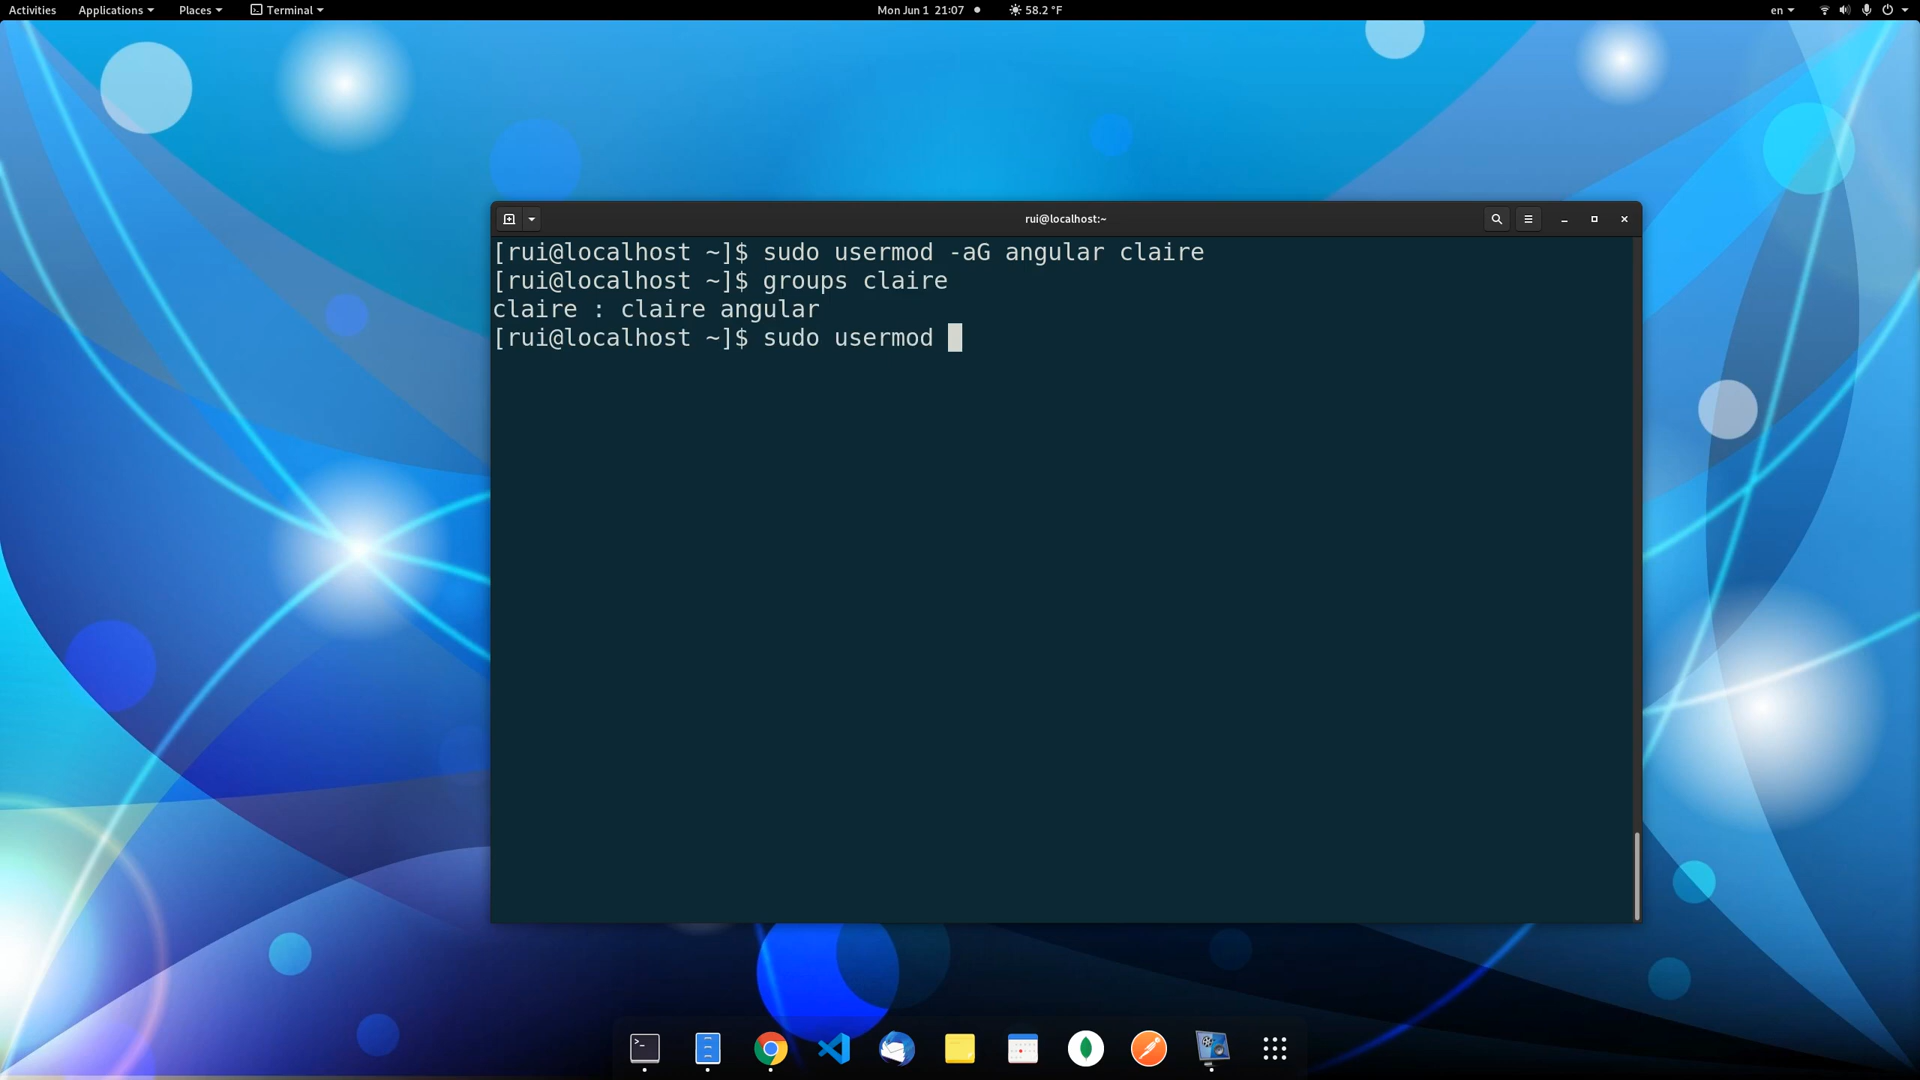 Activities Applications Places Terminal Mon Jun 1 21:07 58.2 °F en
rui@localhost:~
[rui@localhost ~]$ sudo usermod -aG angular claire
[rui@localhost ~]$ groups claire
claire : claire angular
[rui@localhost ~]$ sudo usermod